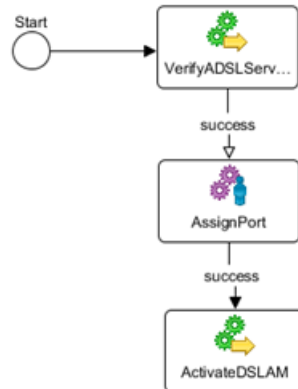 Start
VerifyADSLServ...
success
AssignPort
success
ActivateDSLAM